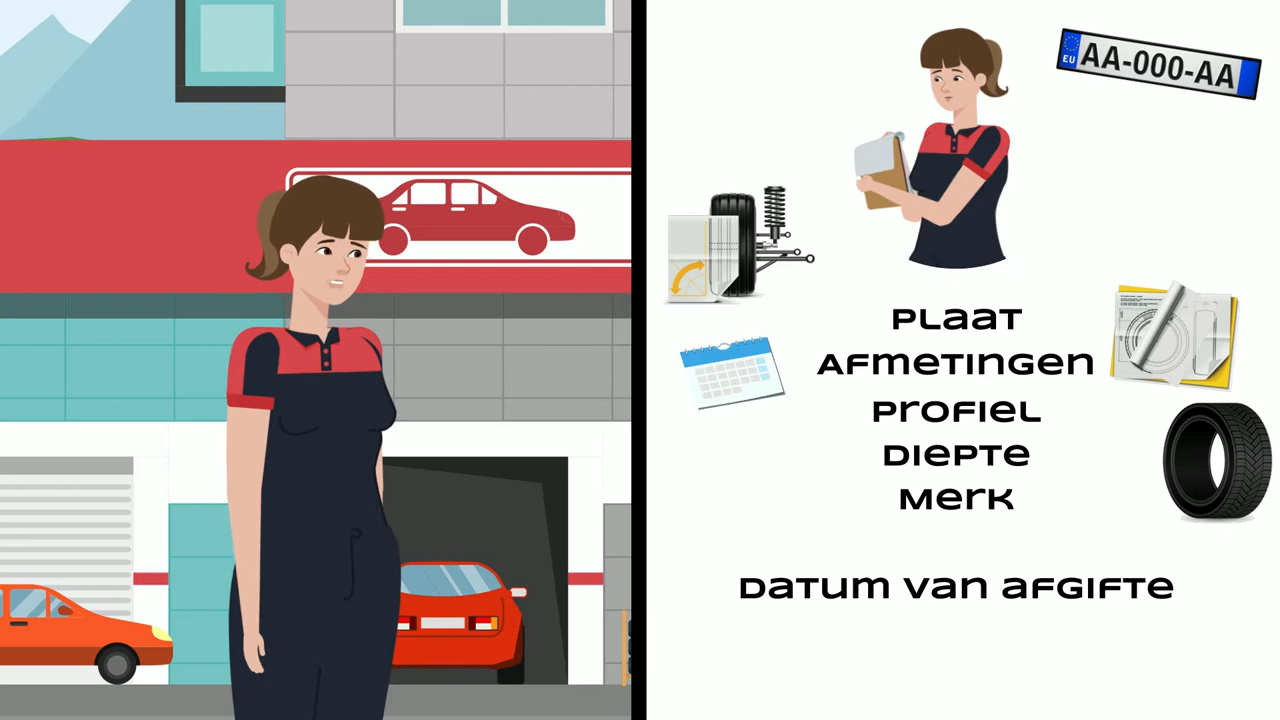 EU AA-000-AA
Plaat
Afmetingen
Profiel
Diepte
Merk
Datum van afgifte